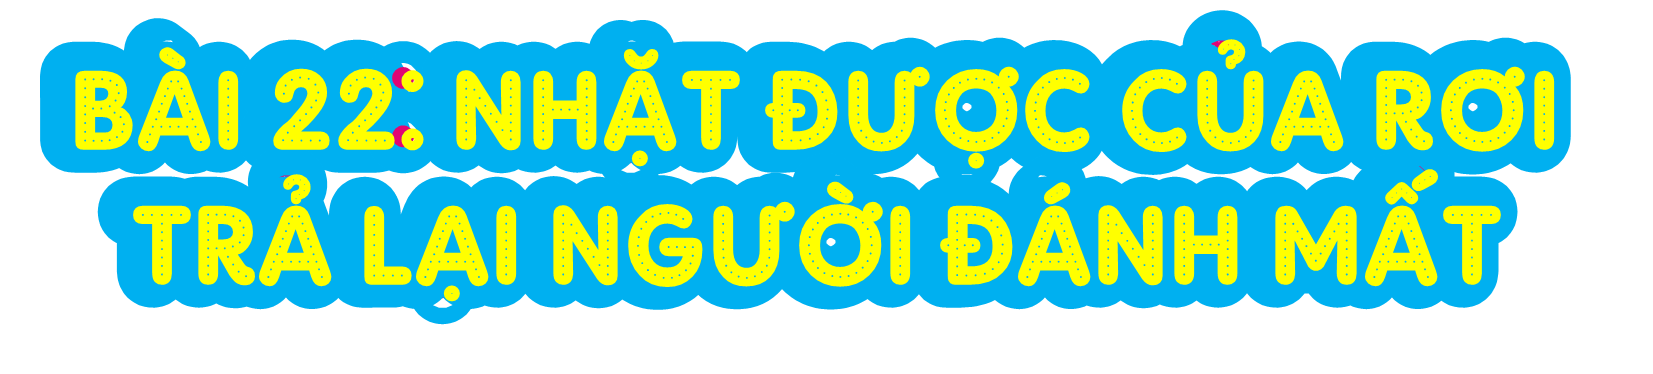 BÀI 22: NHẶT ĐƯỢC CỦA RƠI
TRẢ LẠI NGƯỜI ĐÁNH MẤT